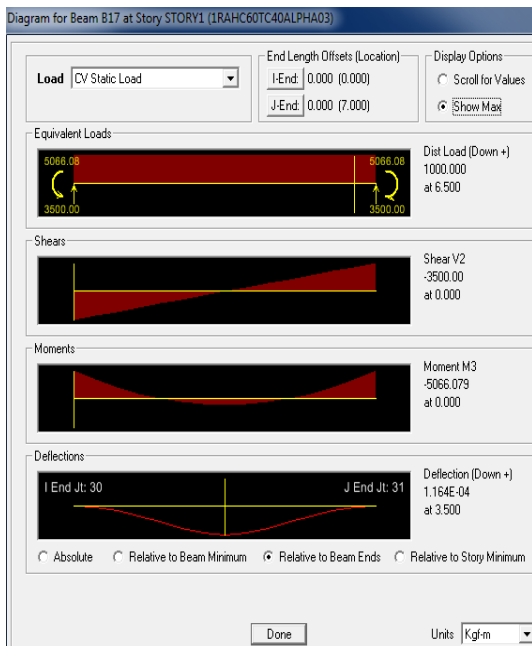 Diagram for Beam B17 at Story STORY1 (1RAHC60TC40ALPHA03)
Load CV Static Load
End Length Offsets (Location)
I-End: 0.000 (0.000)
J-End: 0.000 (7.000)
Display Options
Scroll for Values
Show Max
Equivalent Loads
5066.08 5066.08
3500.00 3500.00
Dist Load (Down +)
1000.000
at 6.500
Shears
Shear V2
-3500.00
at 0.000
Moments
Moment M3
-5066.079
at 0.000
Deflections
I End Jt: 30 J End Jt: 31
Deflection (Down +)
1.164E-04
at 3.500
Absolute Relative to Beam Minimum Relative to Beam Ends Relative to Story Minimum
Done Units Kgf-m